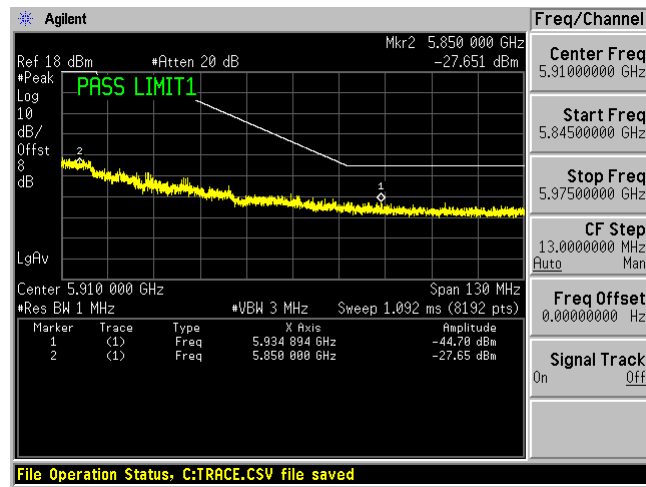 Agilent
Freq/Channel
Mkr2 5.850 000 GHz
Ref 18 dBm #Atten 20 dB -27.651 dBm
#Peak
Log
10
dB/
Offst
8
dB
LgAv
PASS LIMIT1
2
1
Center 5.910 000 GHz Span 130 MHz
#Res BW 1 MHz #VBW 3 MHz Sweep 1.092 ms (8192 pts)
Marker Trace Type X Axis Amplitude
1 (1) Freq 5.934 894 GHz -44.70 dBm
2 (1) Freq 5.850 000 GHz -27.65 dBm
Center Freq
5.91000000 GHz
Start Freq
5.84500000 GHz
Stop Freq
5.97500000 GHz
CF Step
13.0000000 MHz
Auto Man
Freq Offset
0.00000000 Hz
Signal Track
On Off
File Operation Status, C:TRACE.CSV file saved